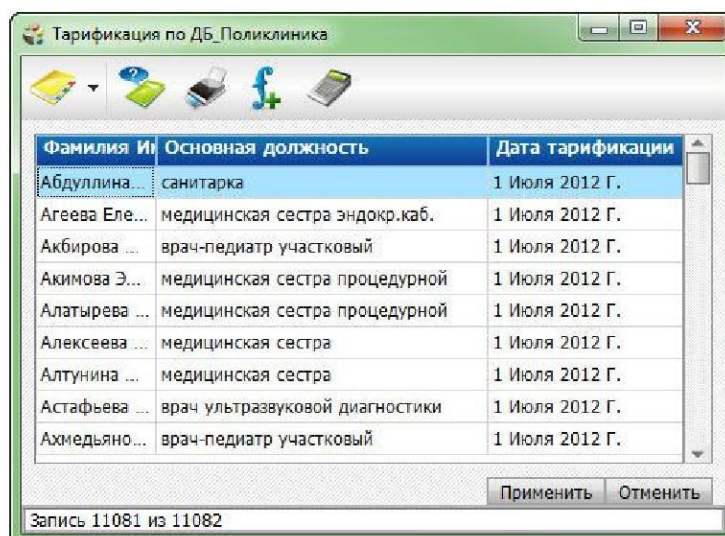 Тарификация по ДБ_Поликлиника
Фамилия И Основная должность Дата тарификации
Абдуллина... санитарка 1 Июля 2012 Г.
Агеева Еле... медицинская сестра эндокр.каб. 1 Июля 2012 Г.
Акбирова ... врач-педиатр участковый 1 Июля 2012 Г.
Акимова Э... медицинская сестра процедурной 1 Июля 2012 Г.
Алатырева ... медицинская сестра процедурной 1 Июля 2012 Г.
Алексеева ... медицинская сестра 1 Июля 2012 Г.
Алтунина ... медицинская сестра 1 Июля 2012 Г.
Астафьева ... врач ультразвуковой диагностики 1 Июля 2012 Г.
Ахмедьяно... врач-педиатр участковый 1 Июля 2012 Г.
Применить Отменить
Запись 11081 из 11082